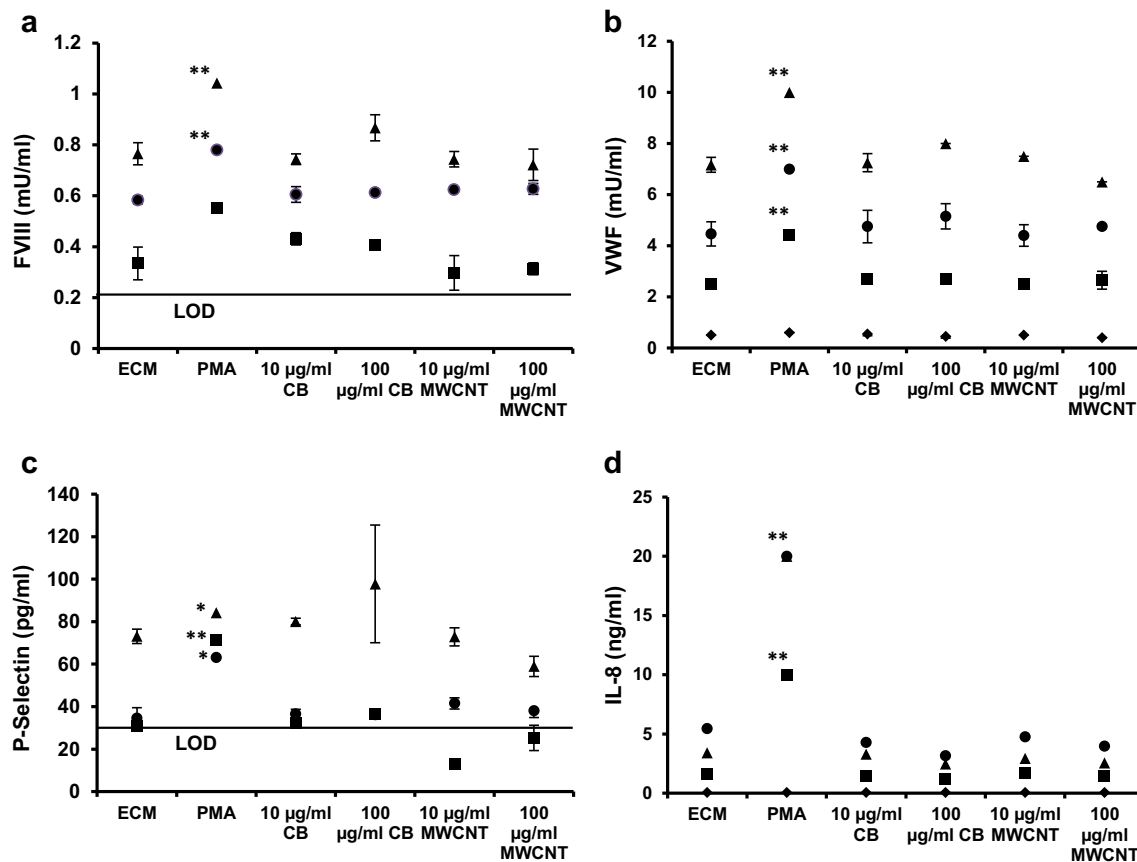 a
1.2
1
0.8
0.6
0.4
0.2
0
FVIII (mU/ml)
**
**
LOD
ECM PMA 10 µg/ml 100 10 µg/ml 100
CB µg/ml CB MWCNT µg/ml
MWCNT
b
12
10
8
6
4
2
0
VWF (mU/ml)
**
**
**
ECM PMA 10 µg/ml 100 10 µg/ml 100
CB µg/ml CB MWCNT µg/ml
MWCNT
c
140
120
100
80
60
40
20
0
P-Selectin (pg/ml)
*
**
*
LOD
ECM PMA 10 µg/ml 100 10 µg/ml 100
CB µg/ml CB MWCNT µg/ml
MWCNT
d
25
20
15
10
5
0
IL-8 (ng/ml)
**
**
ECM PMA 10 µg/ml 100 10 µg/ml 100
CB µg/ml CB MWCNT µg/ml
MWCNT